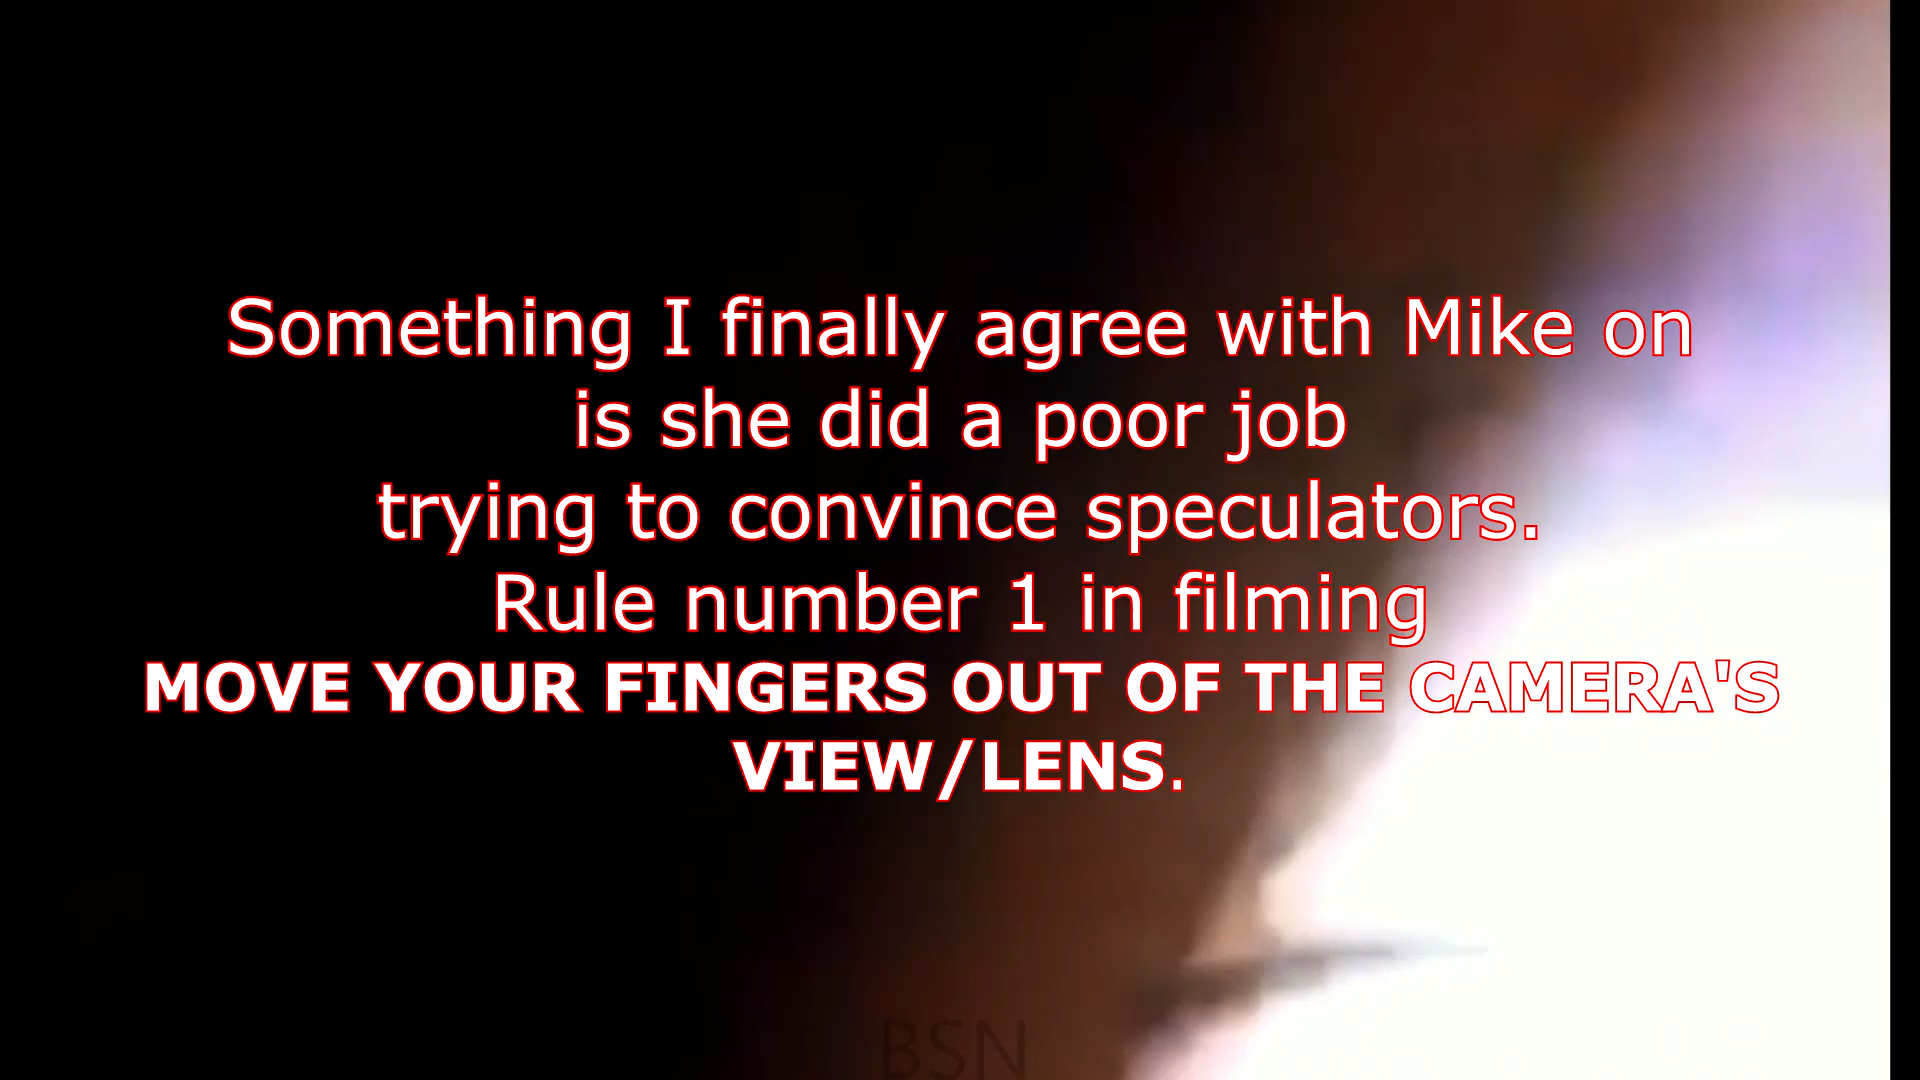 Something I finally agree with Mike on
is she did a poor job
trying to convince speculators.
Rule number 1 in filming
MOVE YOUR FINGERS OUT OF THE CAMERA'S
VIEW/LENS.
BSN